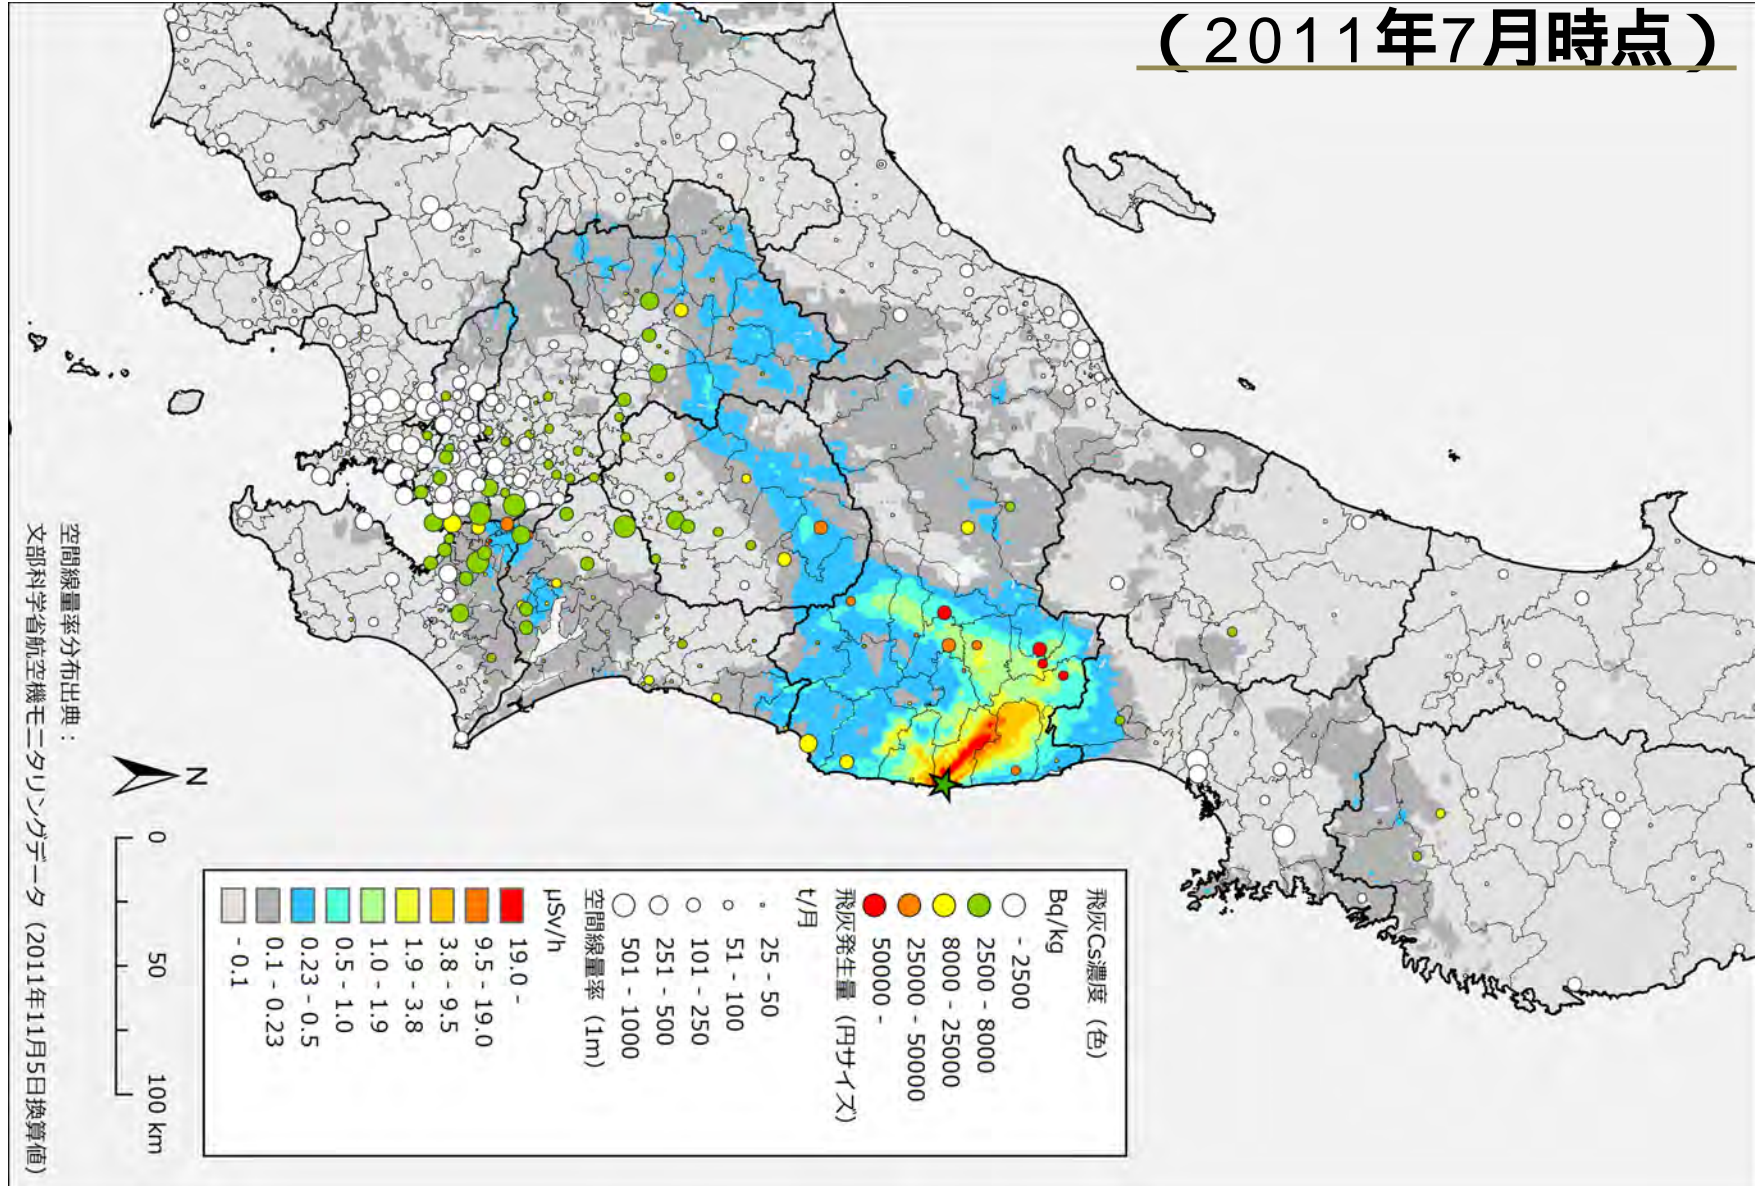 (2011年7月時点)
N
0
50
100 km
飛灰Cs濃度（色）
Bq/kg
- 2500
2500 - 8000
8000 - 25000
25000 - 50000
50000 -
飛灰発生量（円サイズ）
t/月
25 - 50
51 - 100
101 - 250
251 - 500
501 - 1000
空間線量率（1m）
μSv/h
19.0 -
9.5 - 19.0
3.8 - 9.5
1.9 - 3.8
1.0 - 1.9
0.5 - 1.0
0.23 - 0.5
0.1 - 0.23
- 0.1
空間線量率分布出典：
文部科学省航空機モニタリングデータ（2011年11月5日換算値）